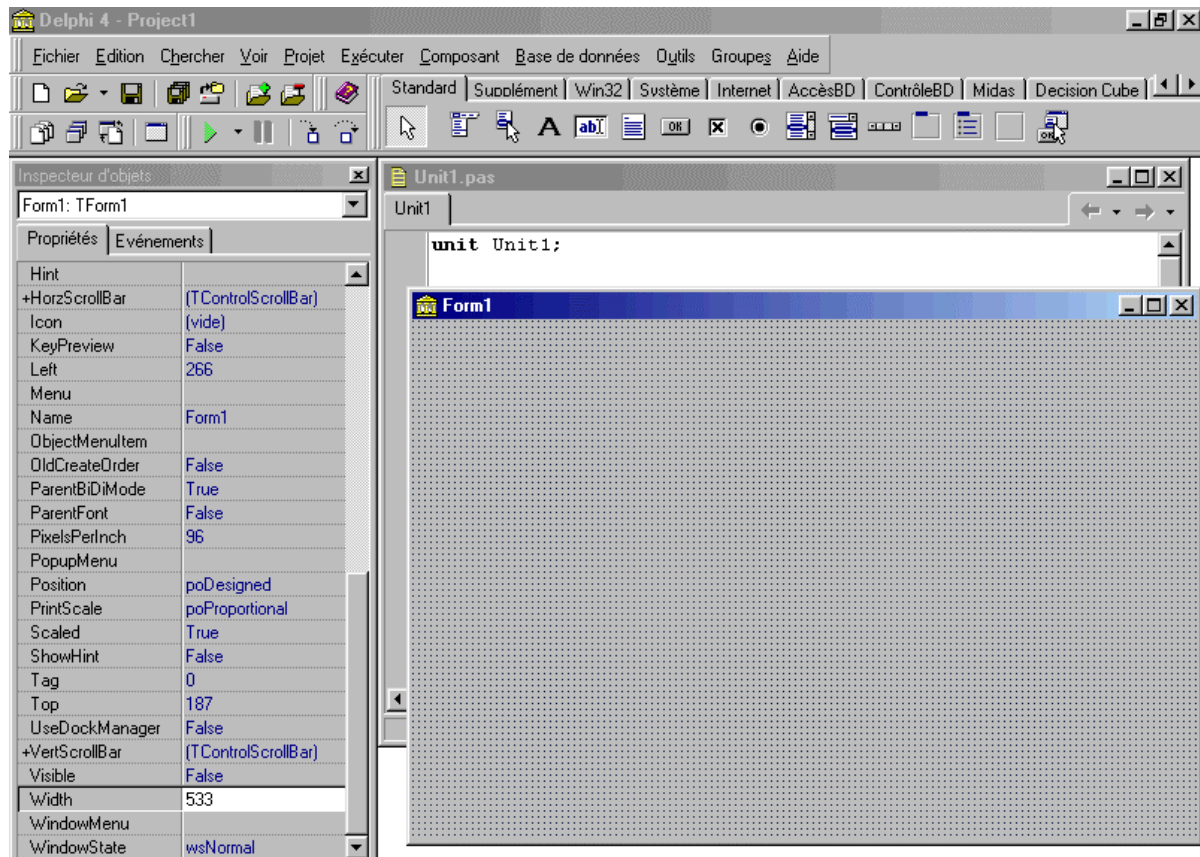 Delphi 4 - Project1
Fichier Edition Chercher Voir Projet Exécuter Composant Base de données Outils Groupes Aide
Standard Supplément Win32 Système Internet AccèsBD ContrôleBD Midas Decision Cube
A ab OK
OK
Inspecteur d'objets
Form1: TForm1
Propriétés Evénements
Hint
+HorzScrollBar (TControlScrollBar)
Icon (vide)
KeyPreview False
Left 266
Menu
Name Form1
ObjectMenuItem
OldCreateOrder False
ParentBiDiMode True
ParentFont False
PixelsPerInch 96
PopupMenu
Position poDesigned
PrintScale poProportional
Scaled True
ShowHint False
Tag 0
Top 187
UseDockManager False
+VertScrollBar (TControlScrollBar)
Visible False
Width 533
WindowMenu
WindowState wsNormal
Unit1.pas
Unit1
unit Unit1;
Form1